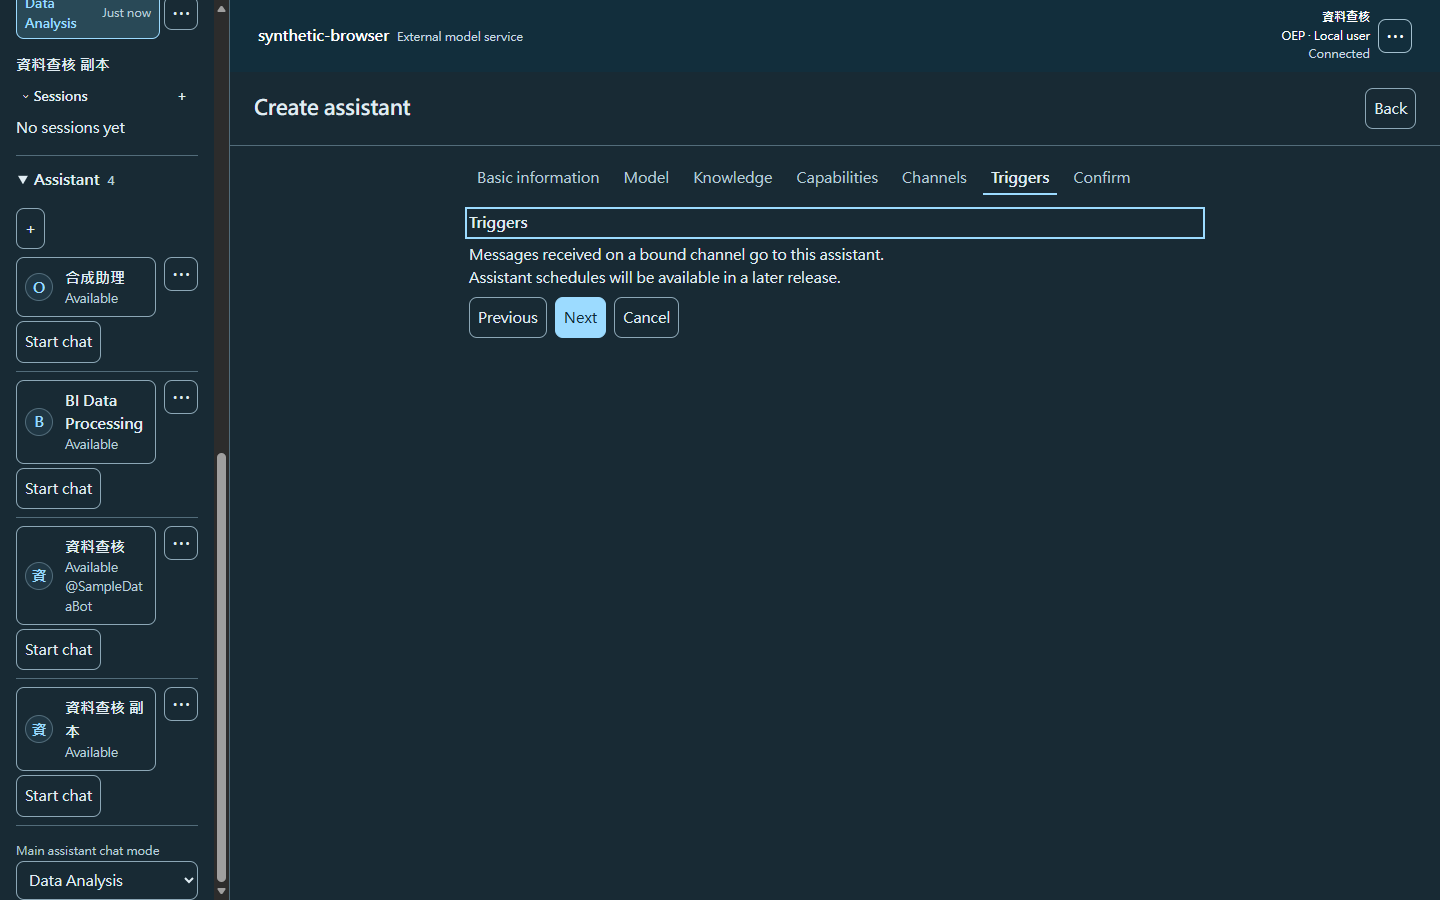 Data
Analysis
Just now
...
資料查核 副本
Sessions
+
No sessions yet
Assistant 4
+
O
合成助理
Available
...
Start chat
B
BI Data
Processing
Available
...
Start chat
資
資料查核
Available
@SampleDat
aBot
...
Start chat
資
資料查核 副
本
Available
...
Start chat
Main assistant chat mode
Data Analysis
synthetic-browser External model service
資料查核
OEP · Local user
Connected
...
Create assistant
Back
Basic information Model Knowledge Capabilities Channels Triggers Confirm
Triggers
Messages received on a bound channel go to this assistant.
Assistant schedules will be available in a later release.
Previous Next Cancel